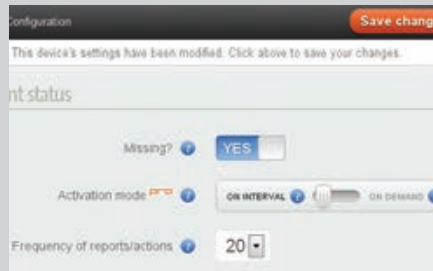 Configuration
Save chang
This device's settings have been modified. Click above to save your changes.
nt status
Missing? YES
Activation mode pro ON INTERVAL ON DEMAND
Frequency of reports/actions 20